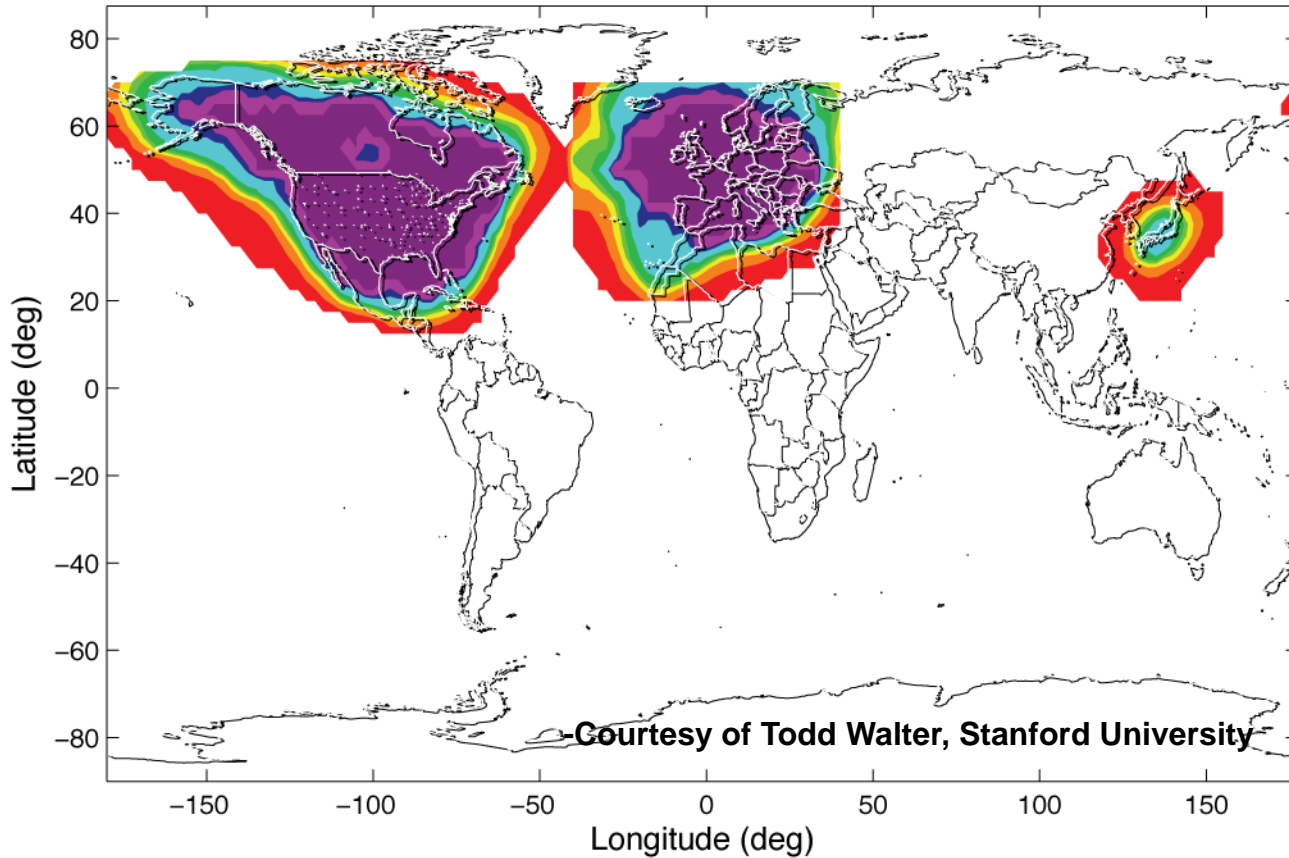 80
60
40
20
0
−20
−40
−60
−80
Latitude (deg)
-Courtesy of Todd Walter, Stanford University
−150 −100 −50 0 50 100 150
Longitude (deg)